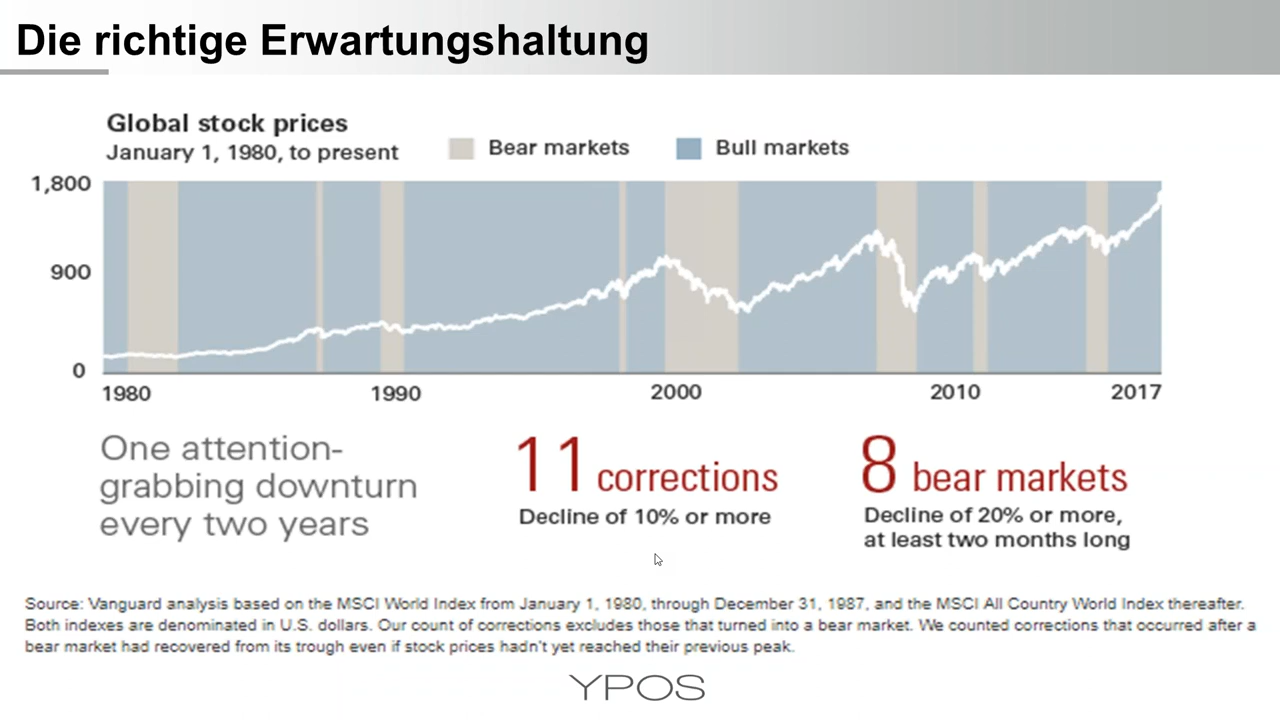 Die richtige Erwartungshaltung
Global stock prices
January 1, 1980, to present
Bear markets
Bull markets
1,800
900
0
1980
1990
2000
2010
2017
One attention-
grabbing downturn
every two years
11 corrections
Decline of 10% or more
8 bear markets
Decline of 20% or more,
at least two months long
Source: Vanguard analysis based on the MSCI World Index from January 1, 1980, through December 31, 1987, and the MSCI All Country World Index thereafter.
Both indexes are denominated in U.S. dollars. Our count of corrections excludes those that turned into a bear market. We counted corrections that occurred after a
bear market had recovered from its trough even if stock prices hadn't yet reached their previous peak.
YPOS